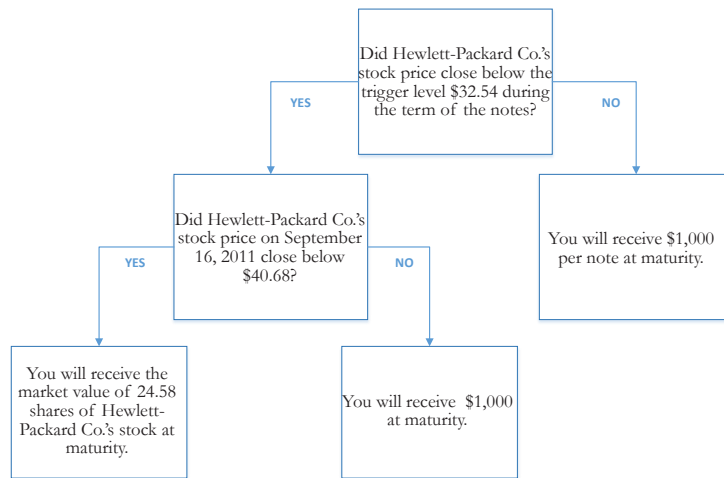 Did Hewlett-Packard Co.'s
stock price close below the
trigger level $32.54 during
the term of the notes?
YES
NO
Did Hewlett-Packard Co.'s
stock price on September
16, 2011 close below
$40.68?
You will receive $1,000
per note at maturity.
YES
NO
You will receive the
market value of 24.58
shares of Hewlett-
Packard Co.'s stock at
maturity.
You will receive $1,000
at maturity.